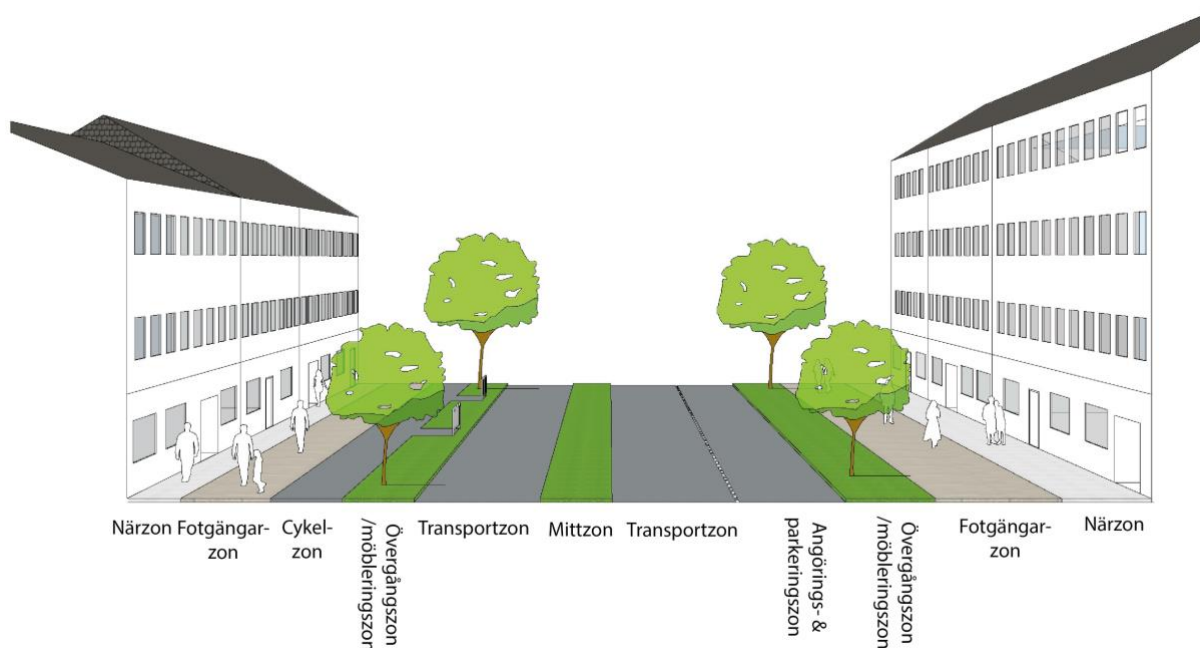 Närzon
Fotgängar-
zon
Cykel-
zon
Övergångszon
/möbleringszon
Transportzon
Mittzon
Transportzon
Angörings- &
parkeringszon
Övergångszon
/möbleringszon
Fotgängar-
zon
Närzon